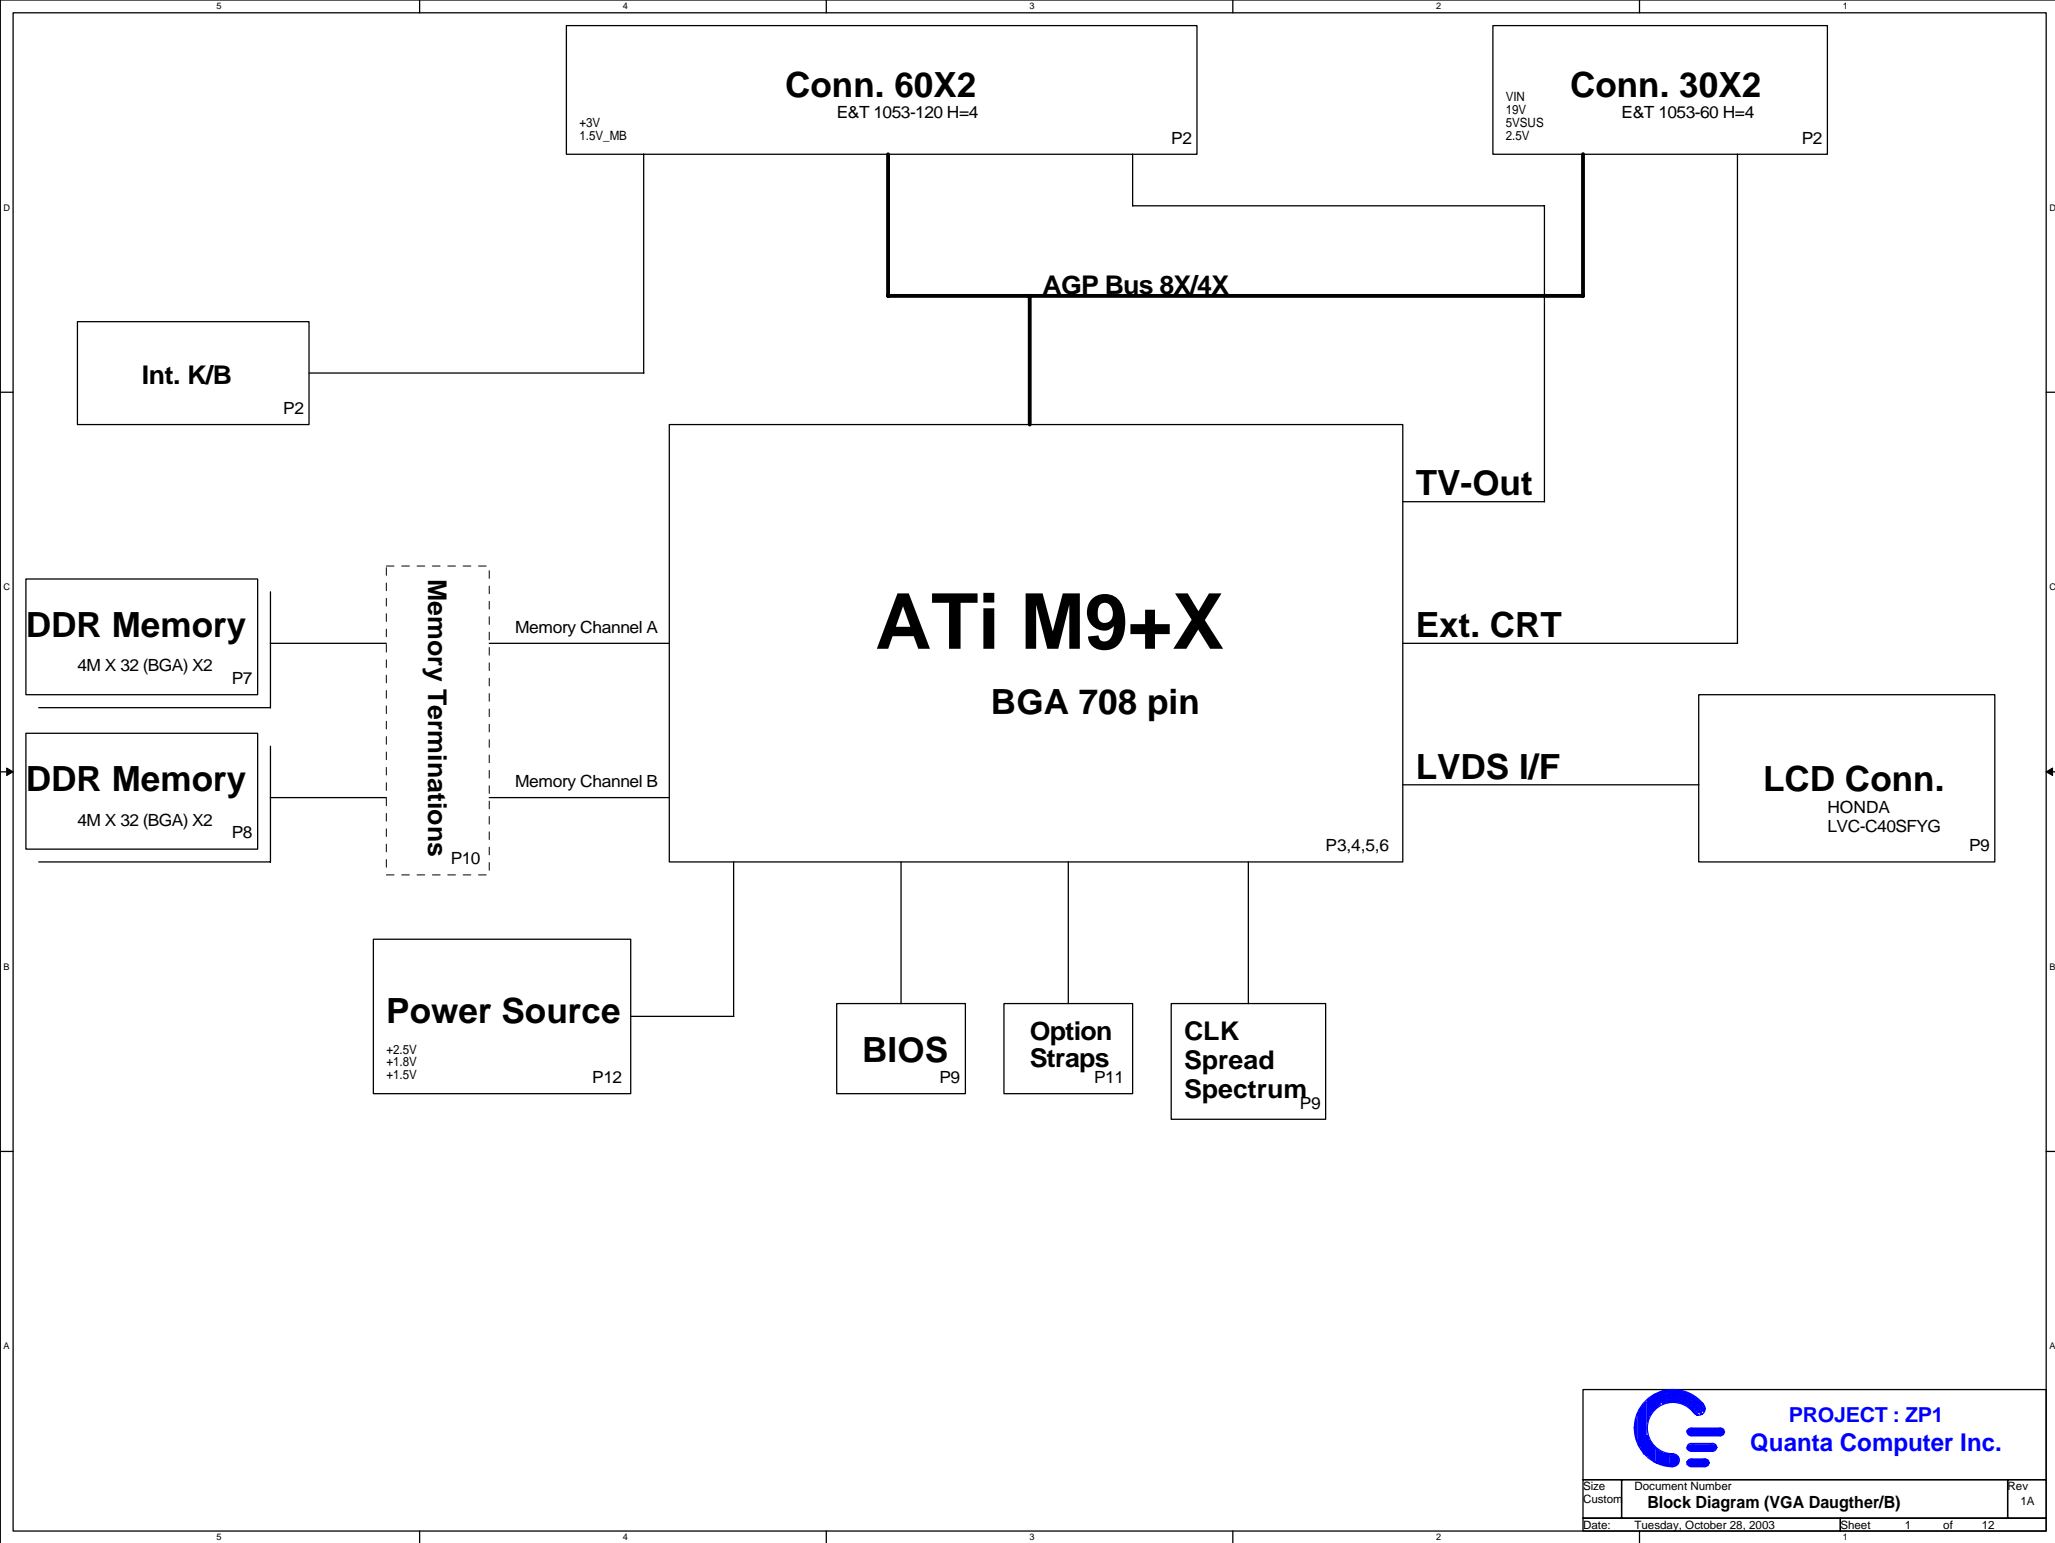 5
4
3
2
1
Conn. 60X2
E&T 1053-120 H=4
+3V
1.5V_MB
P2
Conn. 30X2
E&T 1053-60 H=4
VIN
19V
5VSUS
2.5V
P2
D
D
AGP Bus 8X/4X
Int. K/B
P2
TV-Out
C
C
DDR Memory
4M X 32 (BGA) X2
P7
Memory Terminations
P10
Memory Channel A
ATi M9+X
BGA 708 pin
P3,4,5,6
Ext. CRT
DDR Memory
4M X 32 (BGA) X2
P8
Memory Channel B
LVDS I/F
LCD Conn.
HONDA
LVC-C40SFYG
P9
B
B
Power Source
+2.5V
+1.8V
+1.5V
P12
BIOS
P9
Option
Straps
P11
CLK
Spread
Spectrum
P9
A
A
PROJECT : ZP1
Quanta Computer Inc.
Size
Custom
Document Number
Block Diagram (VGA Daugther/B)
Rev
1A
Date: Tuesday, October 28, 2003
Sheet 1 of 12
5
4
3
2
1